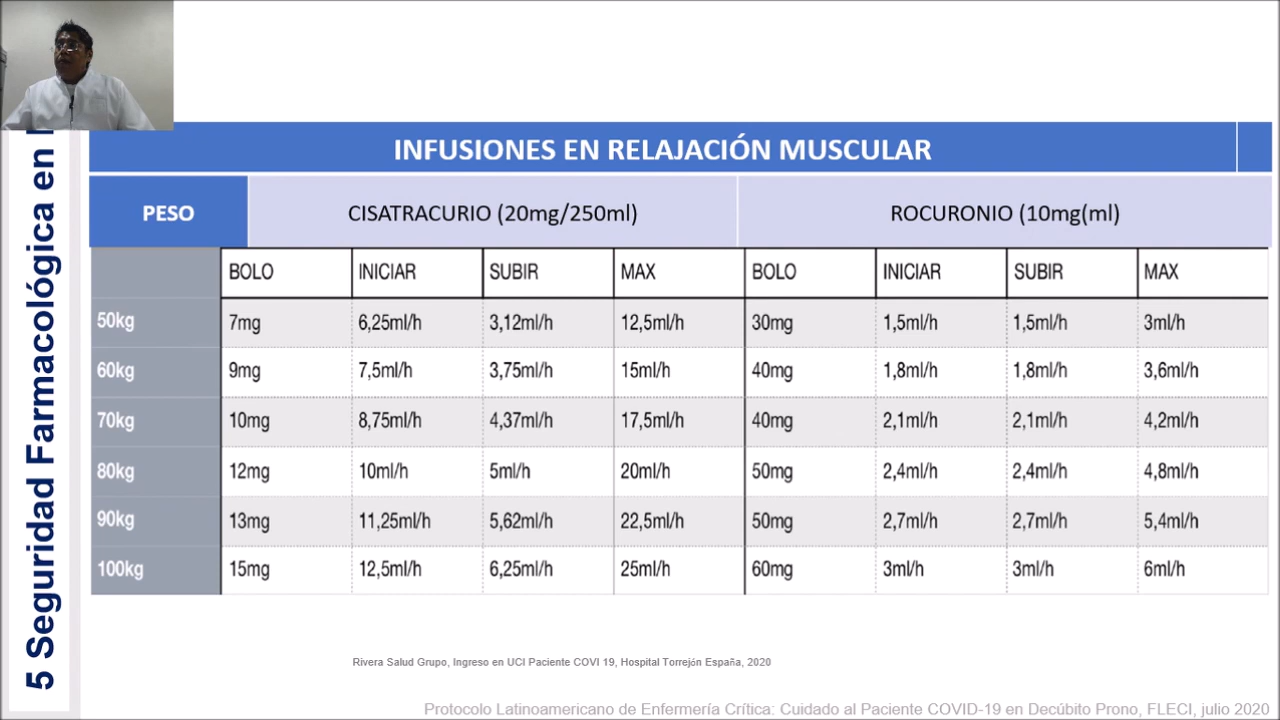 5 Seguridad Farmacológica en
INFUSIONES EN RELAJACIÓN MUSCULAR
PESO CISATRACURIO (20mg/250ml) ROCURONIO (10mg(ml)
BOLO INICIAR SUBIR MAX BOLO INICIAR SUBIR MAX
50kg 7mg 6,25ml/h 3,12ml/h 12,5ml/h 30mg 1,5ml/h 1,5ml/h 3ml/h
60kg 9mg 7,5ml/h 3,75ml/h 15ml/h 40mg 1,8ml/h 1,8ml/h 3,6ml/h
70kg 10mg 8,75ml/h 4,37ml/h 17,5ml/h 40mg 2,1ml/h 2,1ml/h 4,2ml/h
80kg 12mg 10ml/h 5ml/h 20ml/h 50mg 2,4ml/h 2,4ml/h 4,8ml/h
90kg 13mg 11,25ml/h 5,62ml/h 22,5ml/h 50mg 2,7ml/h 2,7ml/h 5,4ml/h
100kg 15mg 12,5ml/h 6,25ml/h 25ml/h 60mg 3ml/h 3ml/h 6ml/h
Rivera Salud Grupo, Ingreso en UCI Paciente COVI 19, Hospital Torrejón España, 2020
Protocolo Latinoamericano de Enfermería Crítica: Cuidado al Paciente COVID-19 en Decúbito Prono, FLECI, julio 2020